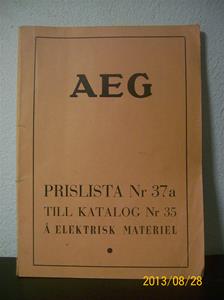 AEG
PRISLISTA Nr 37a
TILL KATALOG Nr 35
Å ELEKTRISK MATERIEL
2013/08/28